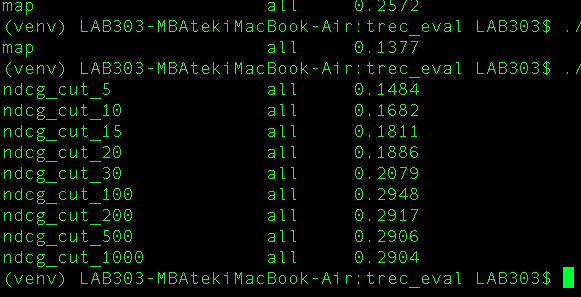 map all 0.2572
(venv) LAB303-MBAtekiMacBook-Air:trec_eval LAB303$ ./
map all 0.1377
(venv) LAB303-MBAtekiMacBook-Air:trec_eval LAB303$ ./
ndcg_cut_5 all 0.1484
ndcg_cut_10 all 0.1682
ndcg_cut_15 all 0.1811
ndcg_cut_20 all 0.1886
ndcg_cut_30 all 0.2079
ndcg_cut_100 all 0.2948
ndcg_cut_200 all 0.2917
ndcg_cut_500 all 0.2906
ndcg_cut_1000 all 0.2904
(venv) LAB303-MBAtekiMacBook-Air:trec_eval LAB303$